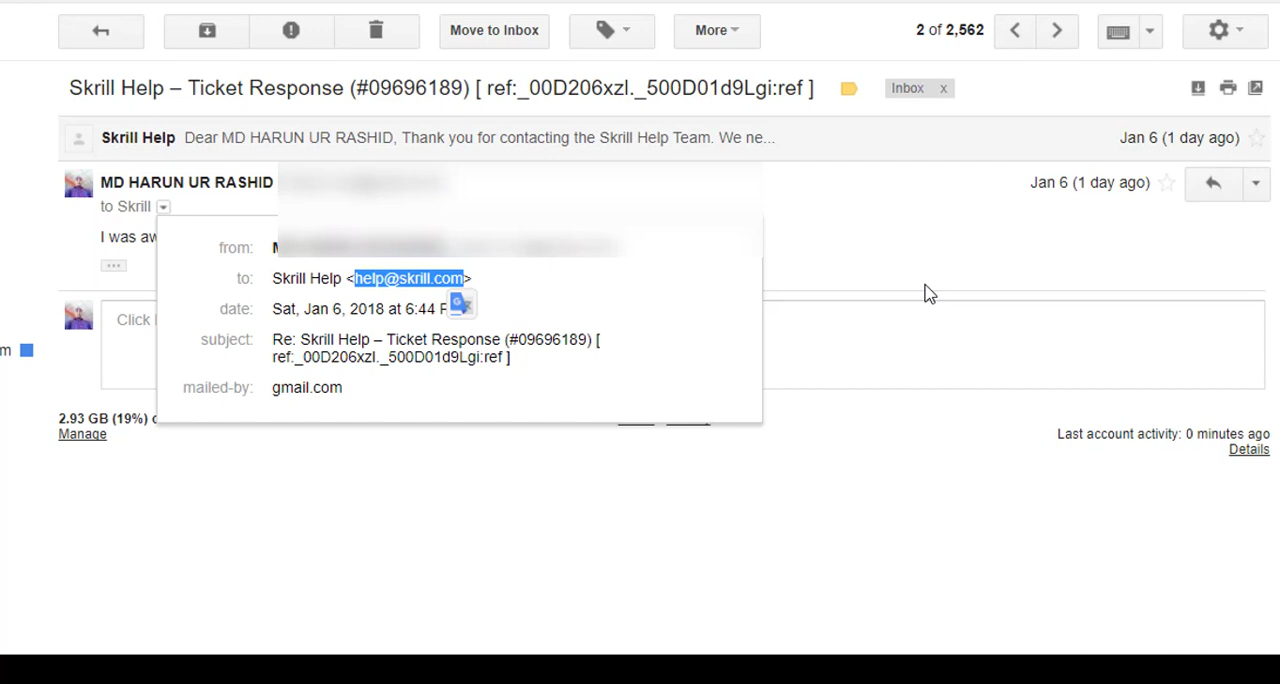 Move to Inbox More 2 of 2,562
Skrill Help – Ticket Response (#09696189) [ ref:_00D206xzl._500D01d9Lgi:ref ] Inbox x
Skrill Help Dear MD HARUN UR RASHID, Thank you for contacting the Skrill Help Team. We ne... Jan 6 (1 day ago)
MD HARUN UR RASHID Jan 6 (1 day ago)
to Skrill
I was aw
from:
to: Skrill Help <help@skrill.com>
date: Sat, Jan 6, 2018 at 6:44
subject: Re: Skrill Help – Ticket Response (#09696189) [
ref:_00D206xzl._500D01d9Lgi:ref ]
mailed-by: gmail.com
Click
m
2.93 GB (19%)
Manage
Last account activity: 0 minutes ago
Details